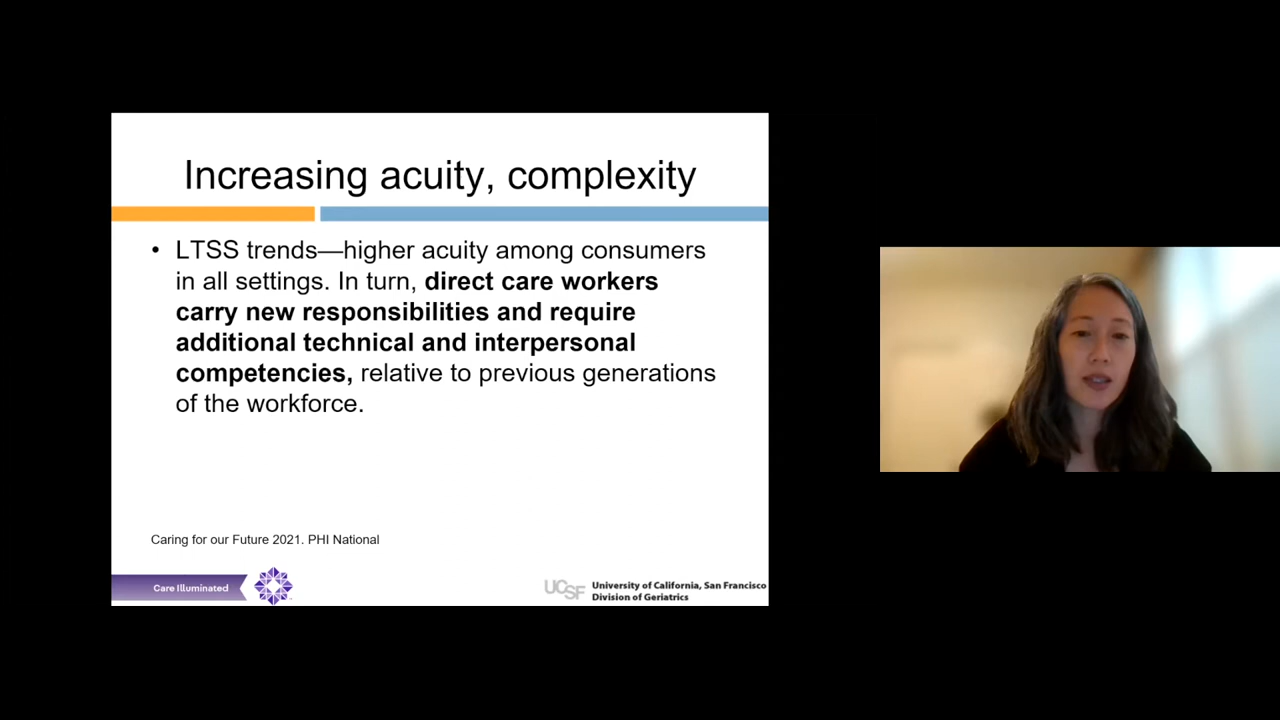 Increasing acuity, complexity
• LTSS trends—higher acuity among consumers
in all settings. In turn, direct care workers
carry new responsibilities and require
additional technical and interpersonal
competencies, relative to previous generations
of the workforce.
Caring for our Future 2021. PHI National
Care Illuminated
UCSF
University of California, San Francisco
Division of Geriatrics